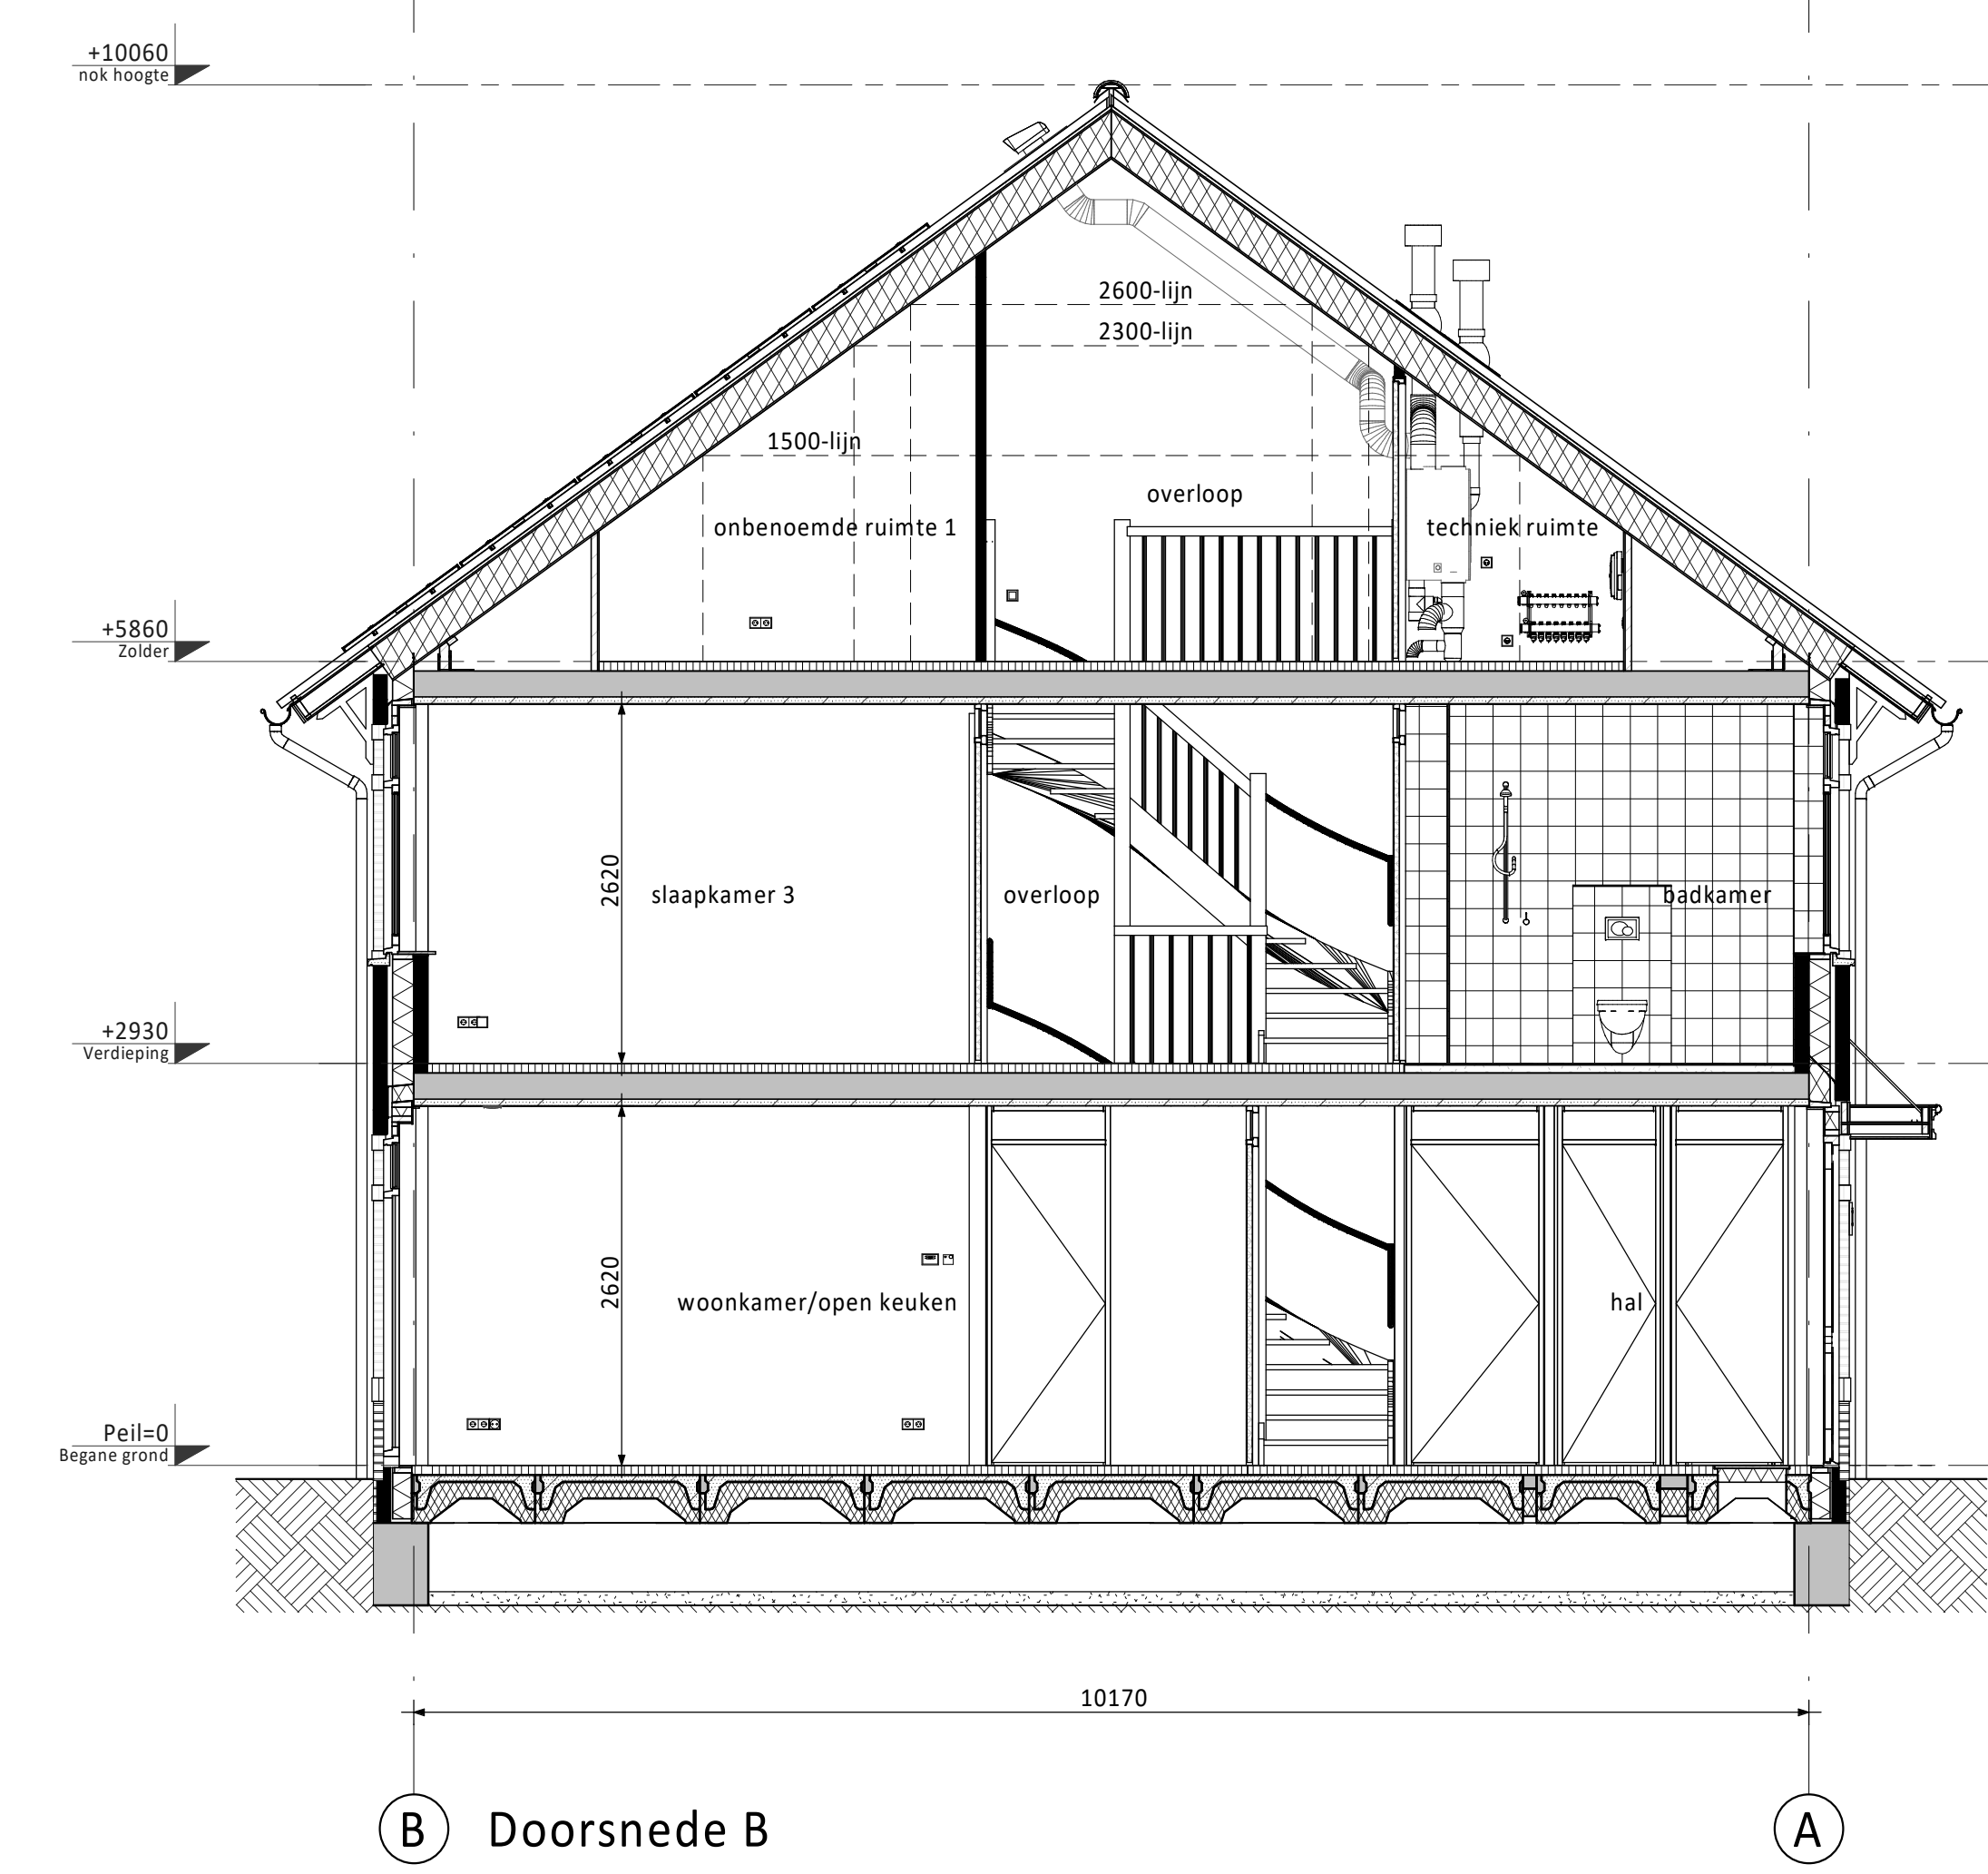 +10060
nok hoogte
2600-lijn
2300-lijn
1500-lijn
overloop
onbenoemde ruimte 1
techniek ruimte
+5860
Zolder
2620
slaapkamer 3
overloop
badkamer
+2930
Verdieping
2620
woonkamer/open keuken
hal
Peil=0
Begane grond
10170
B
Doorsnede B
A